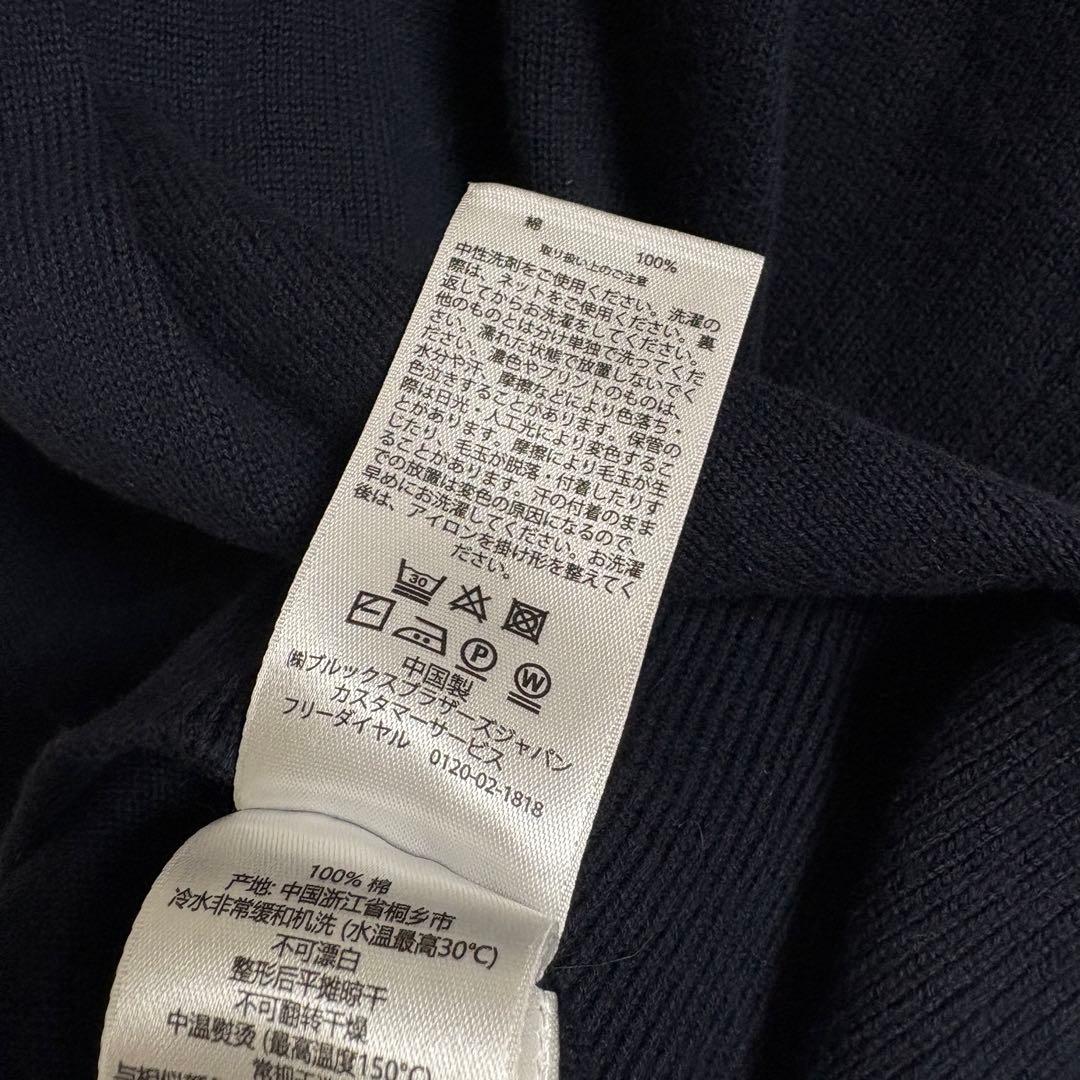 綿 100%
取り扱い上のご注意
中性洗剤をご使用ください。洗濯の
際は、ネットをご使用ください。裏
返してからお洗濯をしてください。
他のものとは分け単独で洗ってくだ
さい。濡れた状態で放置しないでく
ださい。濃色やプリントのものは、
水分や汗、摩擦などにより色落ち・
色泣きすることがあります。保管の
際は日光・人工光により変色するこ
とがあります。摩擦により毛玉が生
じたり、毛玉が脱落・付着したりす
ることがあります。汗の付着のまま
での放置は変色の原因になるので、
早めにお洗濯してください。お洗濯
後は、アイロンを掛け形を整えてく
ださい。
30
P
W
中国製
㈱ブルックスブラザーズジャパン
カスタマーサービス
フリーダイヤル 0120-02-1818
100% 棉
产地: 中国浙江省桐乡市
冷水非常缓和机洗 (水温最高30℃)
不可漂白
整形后平摊晾干
不可翻转干燥
中温熨烫 (最高温度150℃)
常规干
与相似